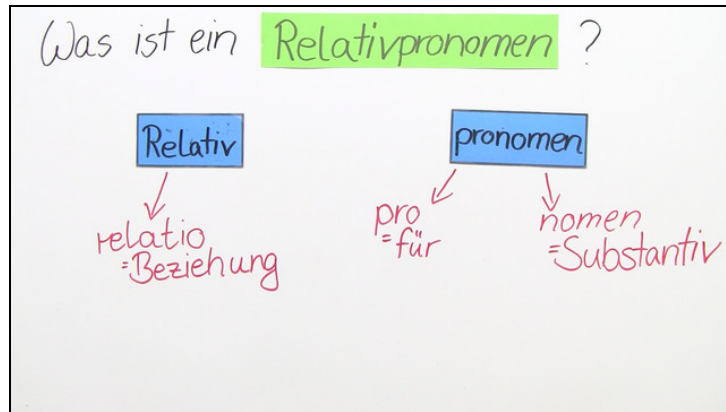 Was ist ein Relativpronomen ?
Relativ
pronomen
relatio
=Beziehung
pro
=für
nomen
=Substantiv